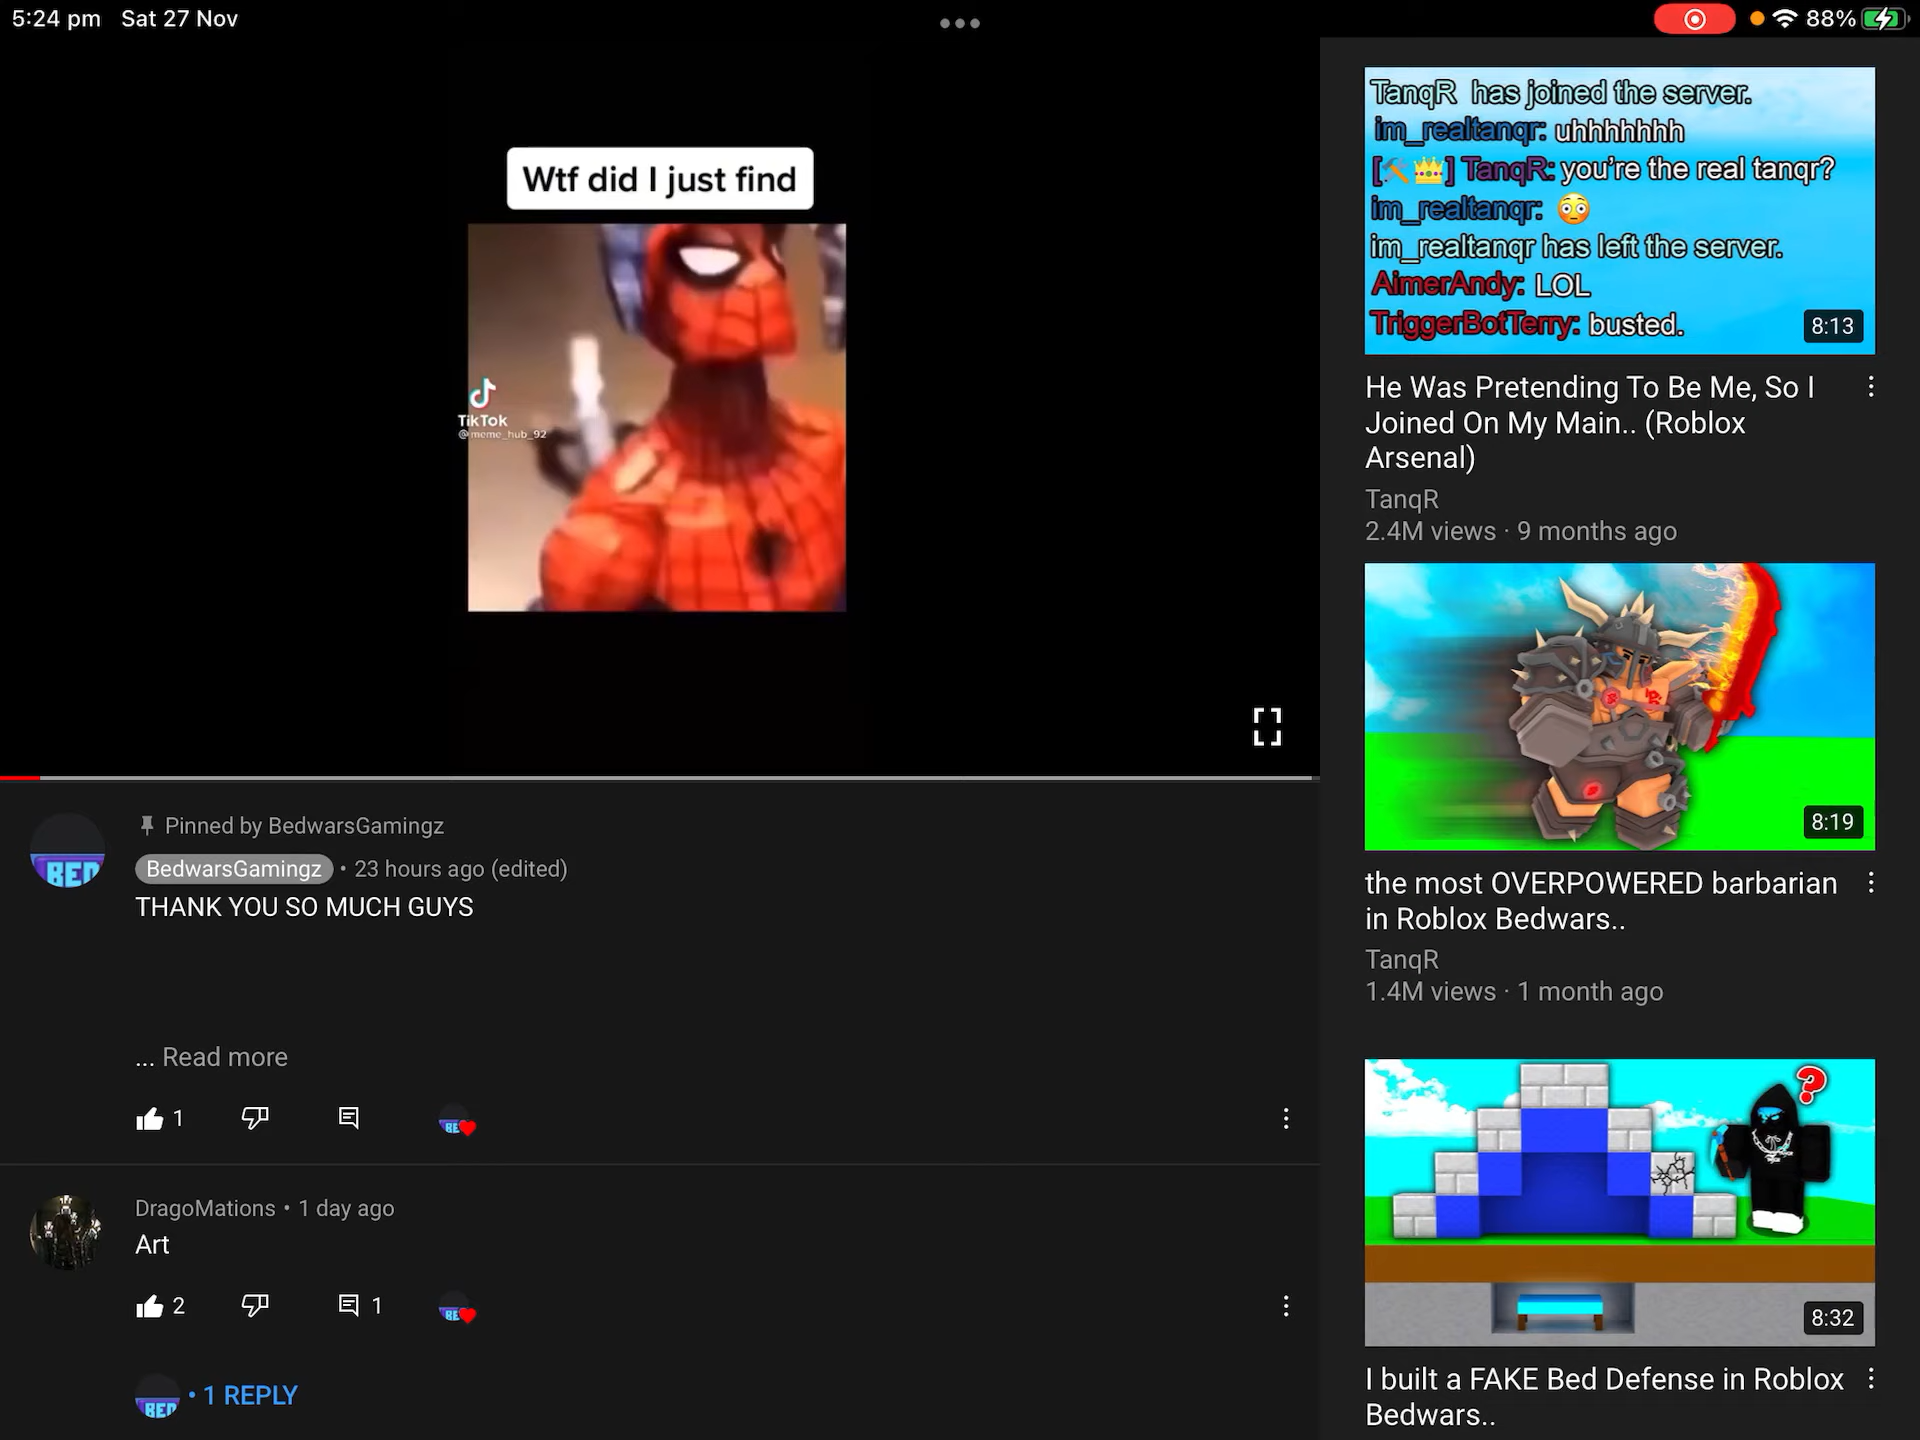 5:24 pm Sat 27 Nov
88%
Wtf did I just find
TikTok
@meme_hub_92
Pinned by BedwarsGamingz
BedwarsGamingz • 23 hours ago (edited)
THANK YOU SO MUCH GUYS
... Read more
1
DragoMations • 1 day ago
Art
2
1
• 1 REPLY
BED
BE
BE
BED
TanqR has joined the server.
im_realtanqr: uhhhhhhh
[🔨👑] TanqR: you're the real tanqr?
im_realtanqr: 😳
im_realtanqr has left the server.
AimerAndy: LOL
TriggerBotTerry: busted.
8:13
He Was Pretending To Be Me, So I
Joined On My Main.. (Roblox
Arsenal)
TanqR
2.4M views · 9 months ago
8:19
the most OVERPOWERED barbarian
in Roblox Bedwars..
TanqR
1.4M views · 1 month ago
?
8:32
I built a FAKE Bed Defense in Roblox
Bedwars..